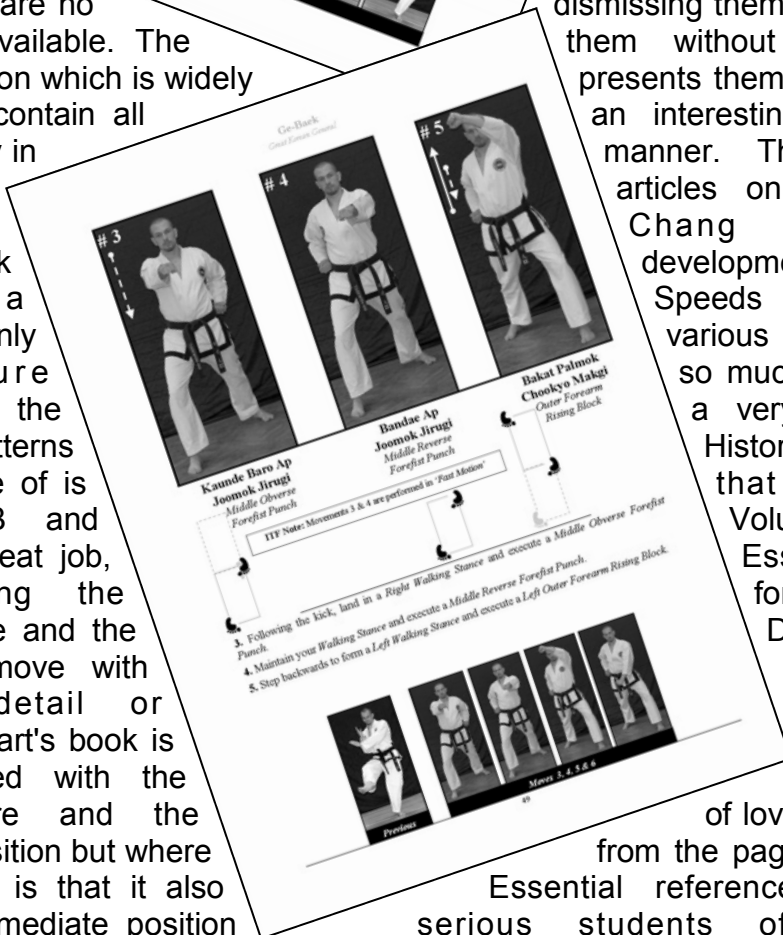 are no
vailable. The
on which is widely
contain all
in
k
a
nly
ure
the
tterns
e of is
3 and
eat job,
ng the
e and the
move with
detail or
art's book is
ed with the
re and the
sition but where
is that it also
mediate position
Ge-Baek
Great Korean General
# 3
# 4
# 5
Kaunde Baro Ap
Joomok Jirugi
Middle Obverse
Forefist Punch
Bandae Ap
Joomok Jirugi
Middle Reverse
Forefist Punch
Bakat Palmok
Chookyo Makgi
Outer Forearm
Rising Block
ITF Note: Movements 3 & 4 are performed in 'Fast Motion'
3. Following the kick, land in a Right Walking Stance and execute a Middle Obverse Forefist
Punch.
4. Maintain your Walking Stance and execute a Middle Reverse Forefist Punch.
5. Step backwards to form a Left Walking Stance and execute a Left Outer Forearm Rising Block.
Previous
Moves 3, 4, 5 & 6
49
dismissing them
them without
presents them
an interestin
manner. Th
articles on
Chang
developme
Speeds
various
so muc
a very
Histor
that
Volu
Ess
for
D
of lov
from the pag
Essential reference
serious students of